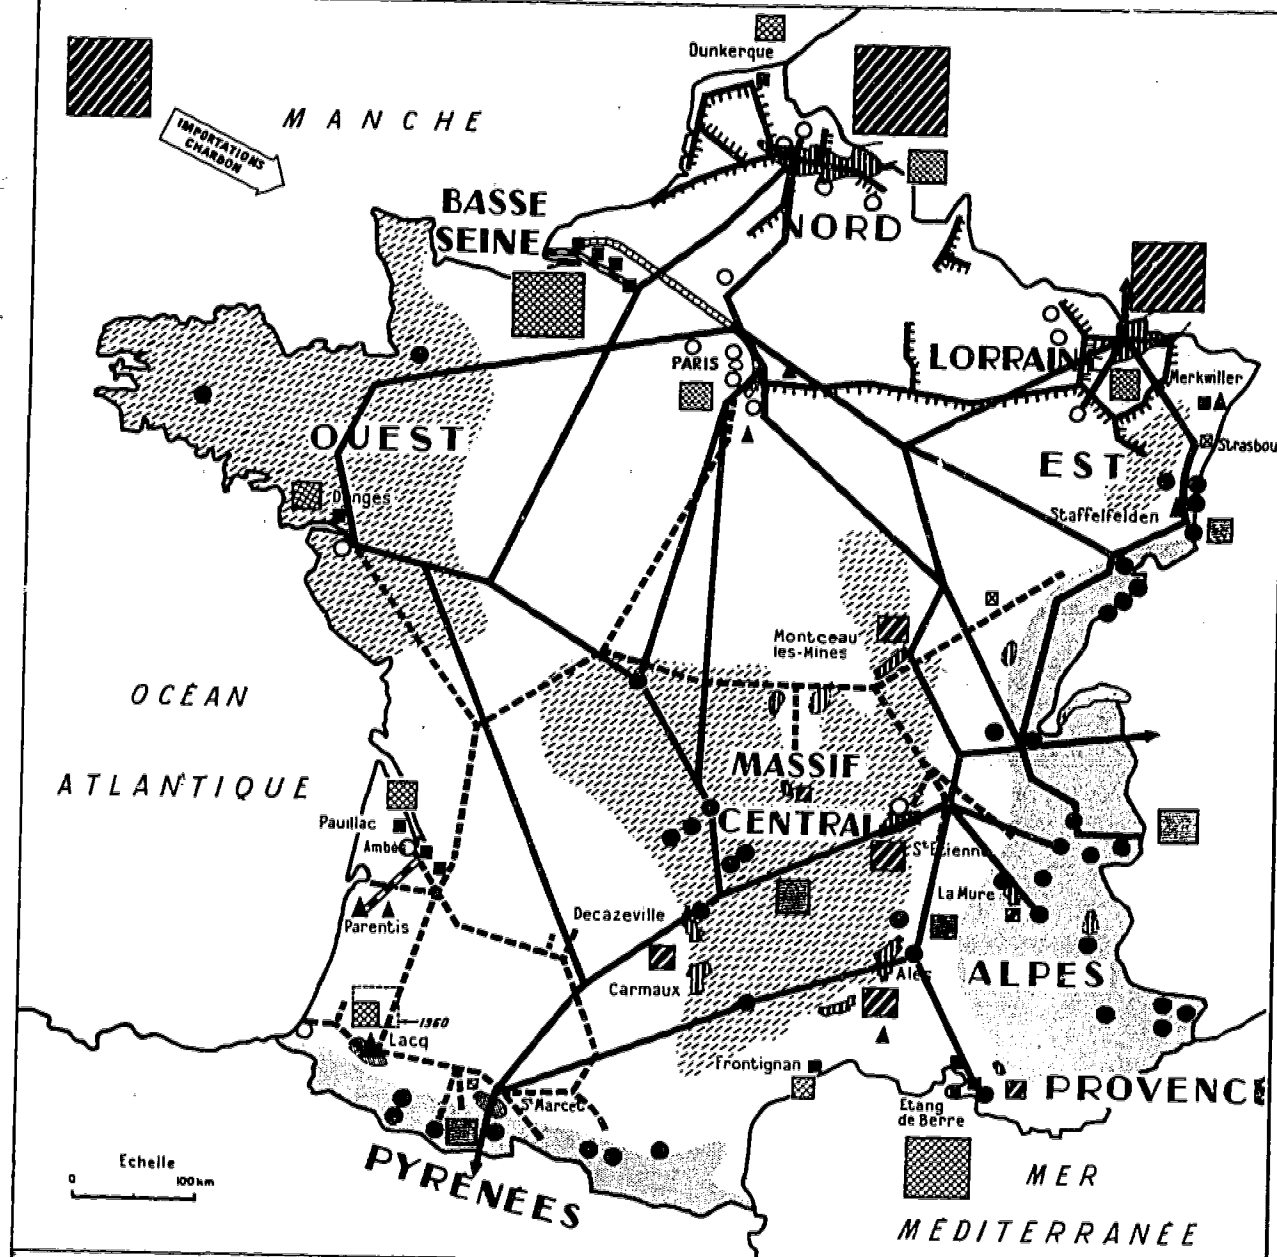 Dunkerque
MANCHE
IMPORTATIONS
CHARBON
BASSE
SEINE
NORD
LORRAINE
PARIS
Merkwiller
OUEST
Strasbou
EST
Donges
Staffelfelden
Montceau
les-Mines
OCÉAN
ATLANTIQUE
MASSIF
CENTRAL
Pauillac
Ambès
St Etienne
La Mure
Decazeville
Parentis
ALPES
Alès
Carmaux
1960
Lacq
Frontignan
PROVENC
St Marcet
Etang
de Berre
Echelle
0 100 km
PYRÉNÉES
MER
MÉDITERRANÉE